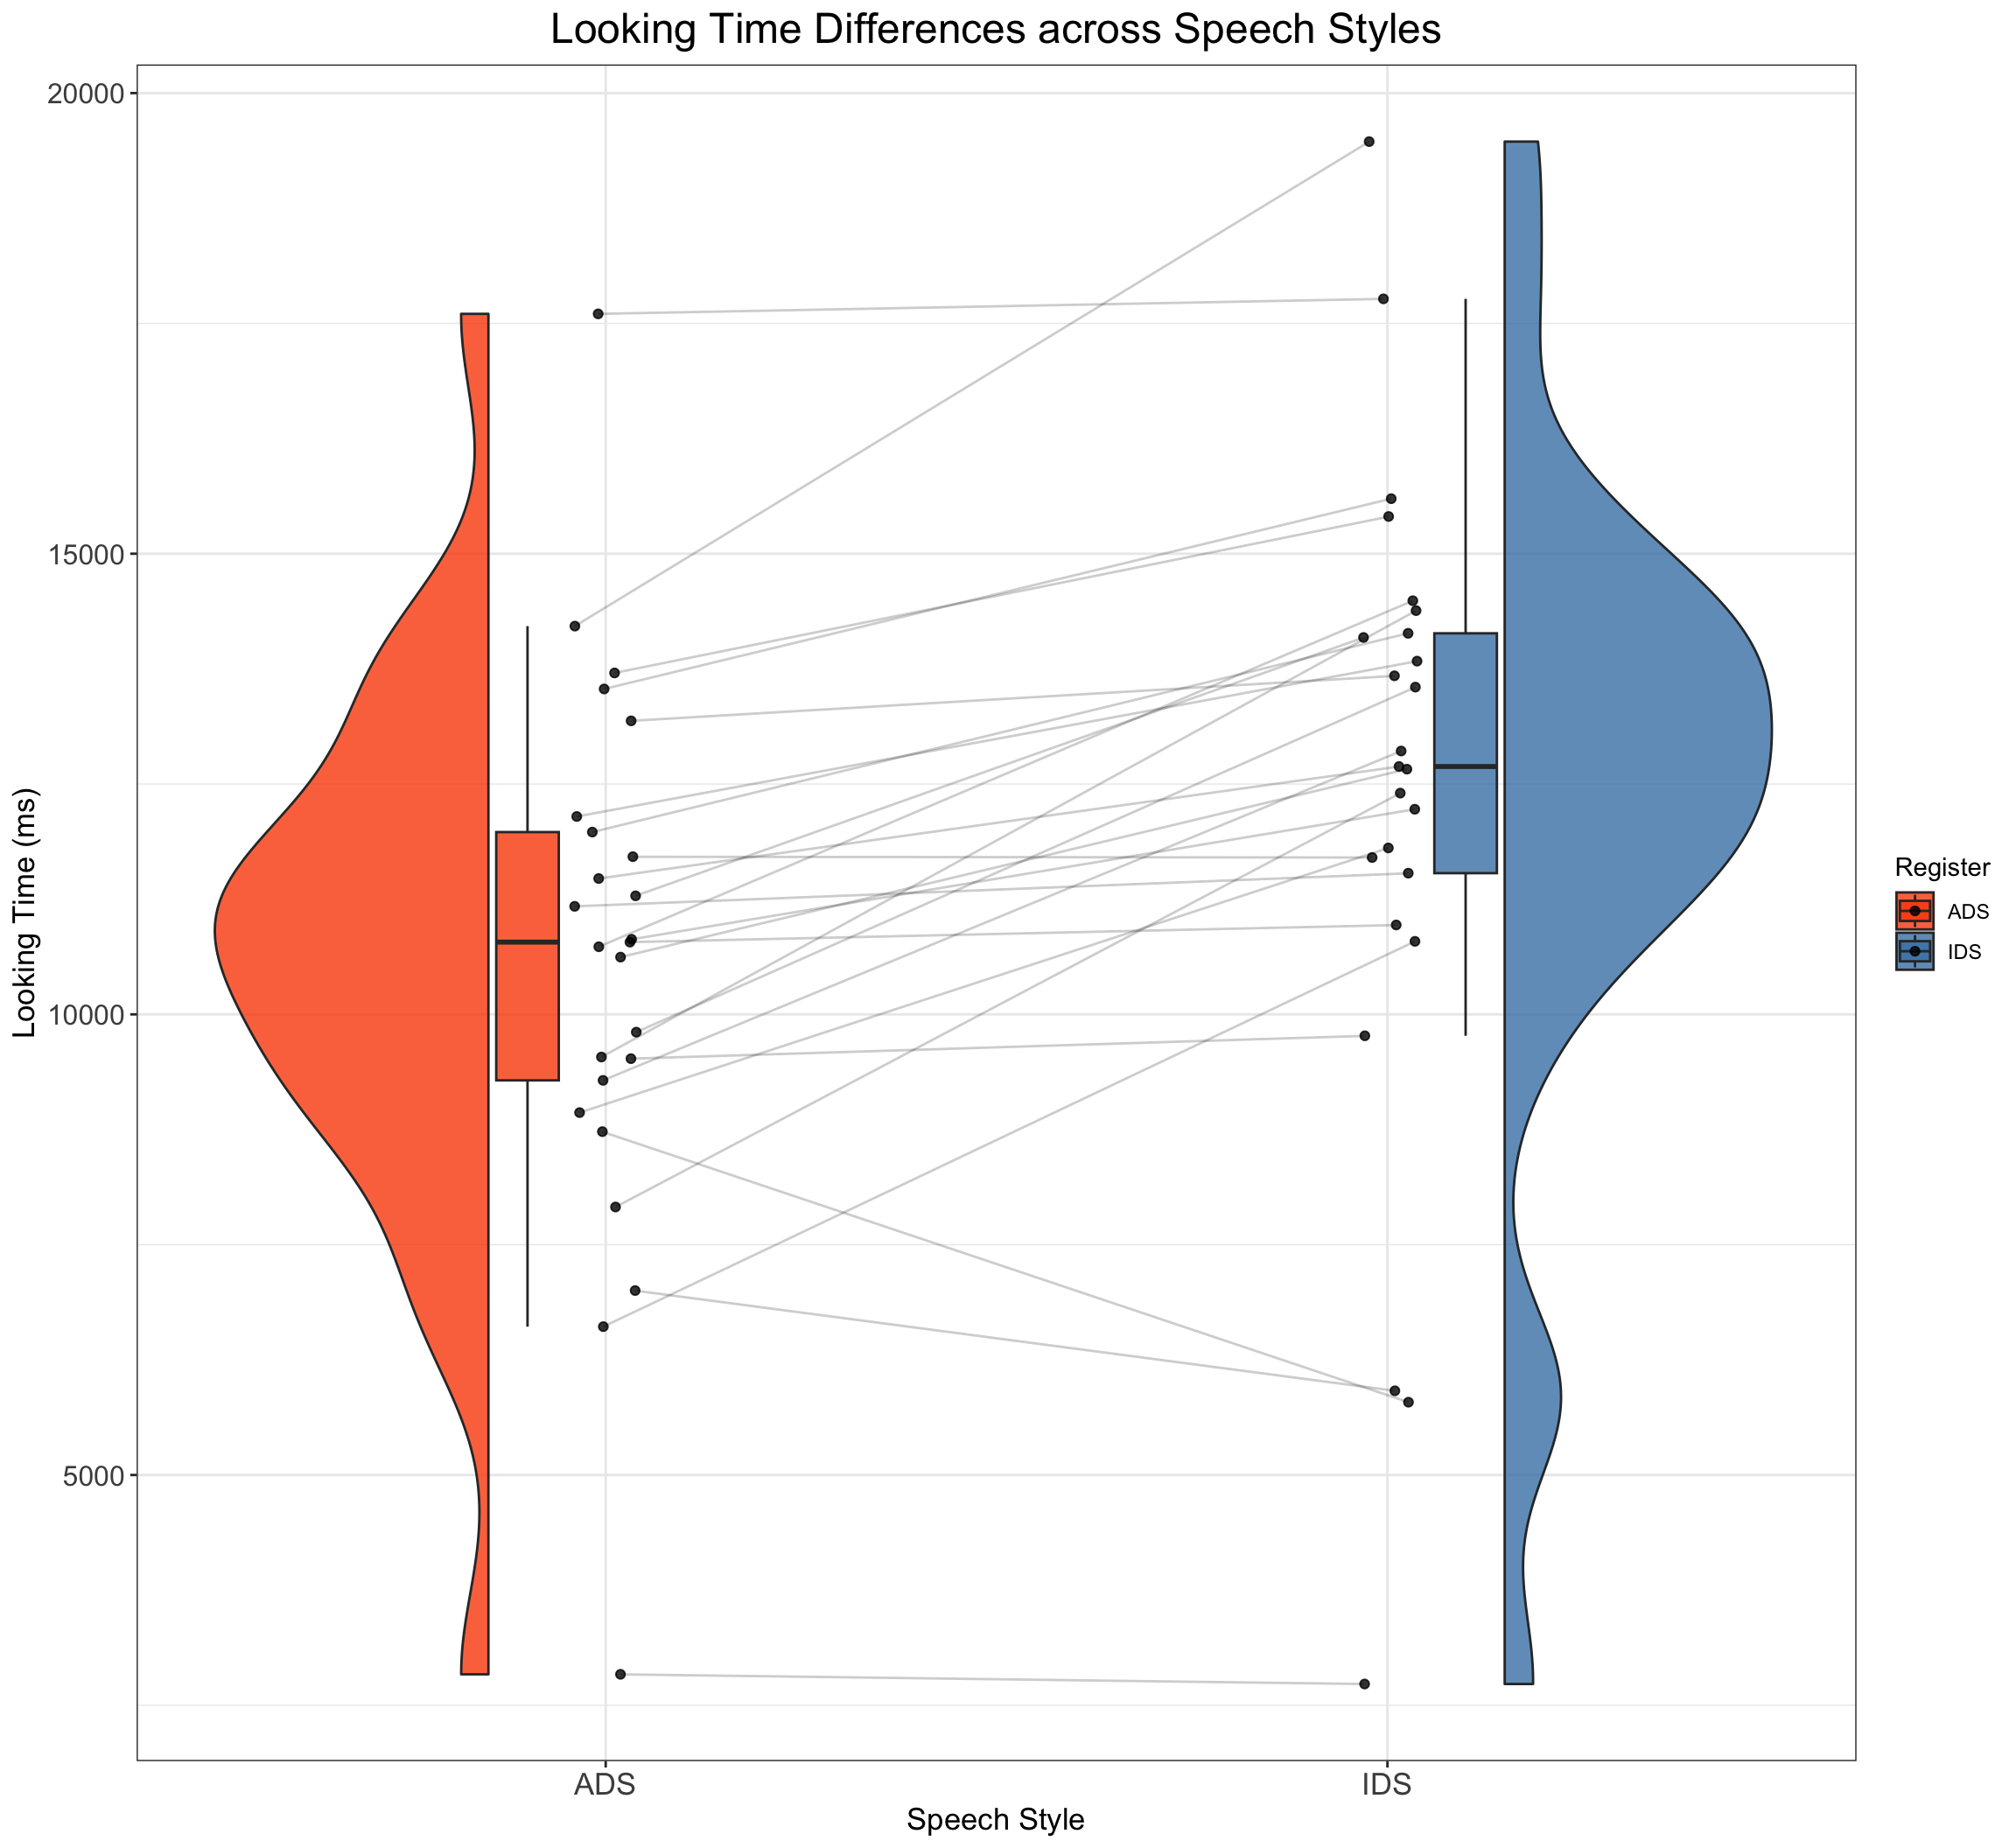 Looking Time Differences across Speech Styles
20000
15000
10000
5000
Looking Time (ms)
ADS
IDS
Speech Style
Register
ADS
IDS